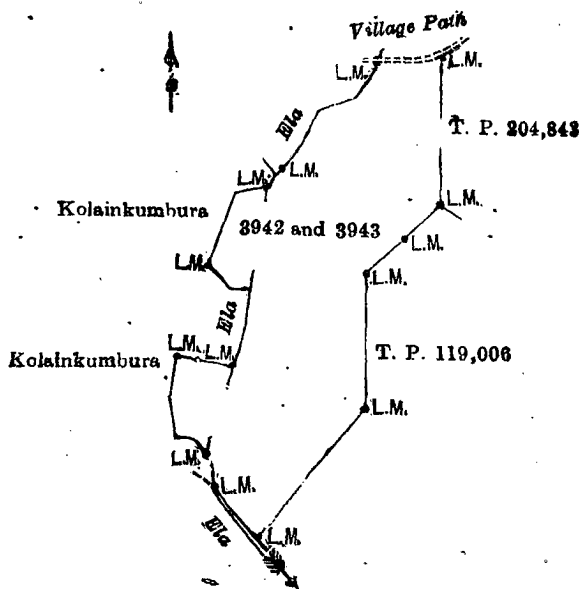 Village Path
L.M.
L.M.
Ela
T. P. 204,843
L.M.
L.M.
Kolainkumbura
L.M.
3942 and 3943
L.M.
L.M.
L.M.
Ela
L.M.
L.M.
Kolainkumbura
T. P. 119,006
L.M.
L.M.
L.M.
Ela
L.M.